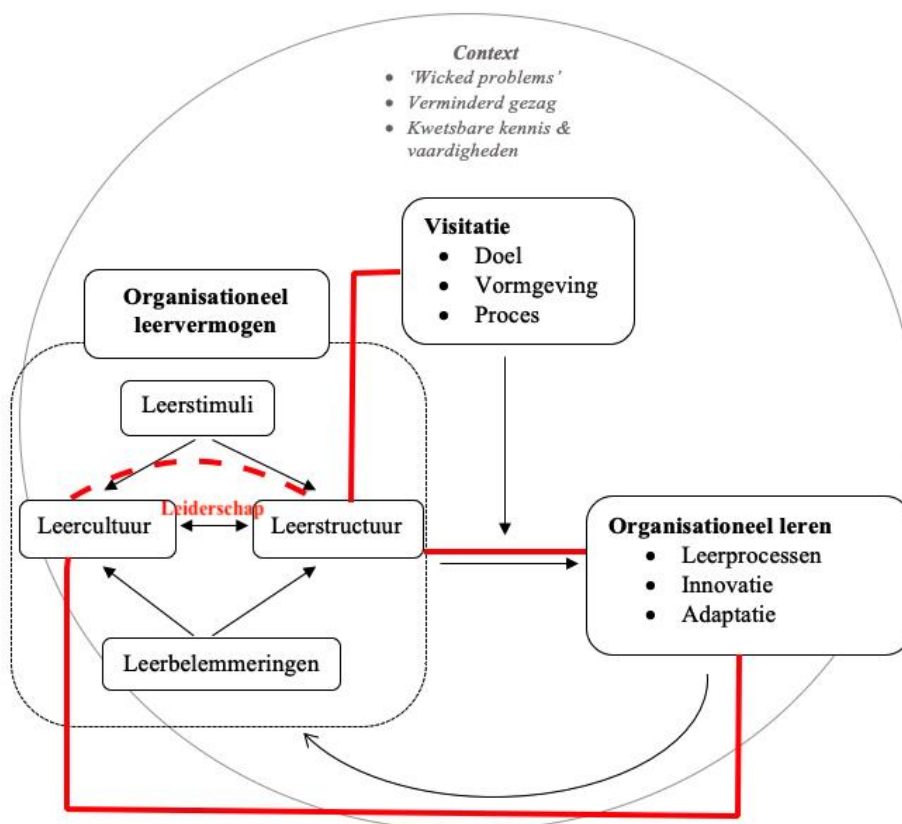 Context
• 'Wicked problems'
• Verminderd gezag
• Kwetsbare kennis &
vaardigheden
Visitatie
• Doel
• Vormgeving
• Proces
Organisationeel
leervermogen
Leerstimuli
Leiderschap
Leercultuur
Leerstructuur
Leerbelemmeringen
Organisationeel leren
• Leerprocessen
• Innovatie
• Adaptatie